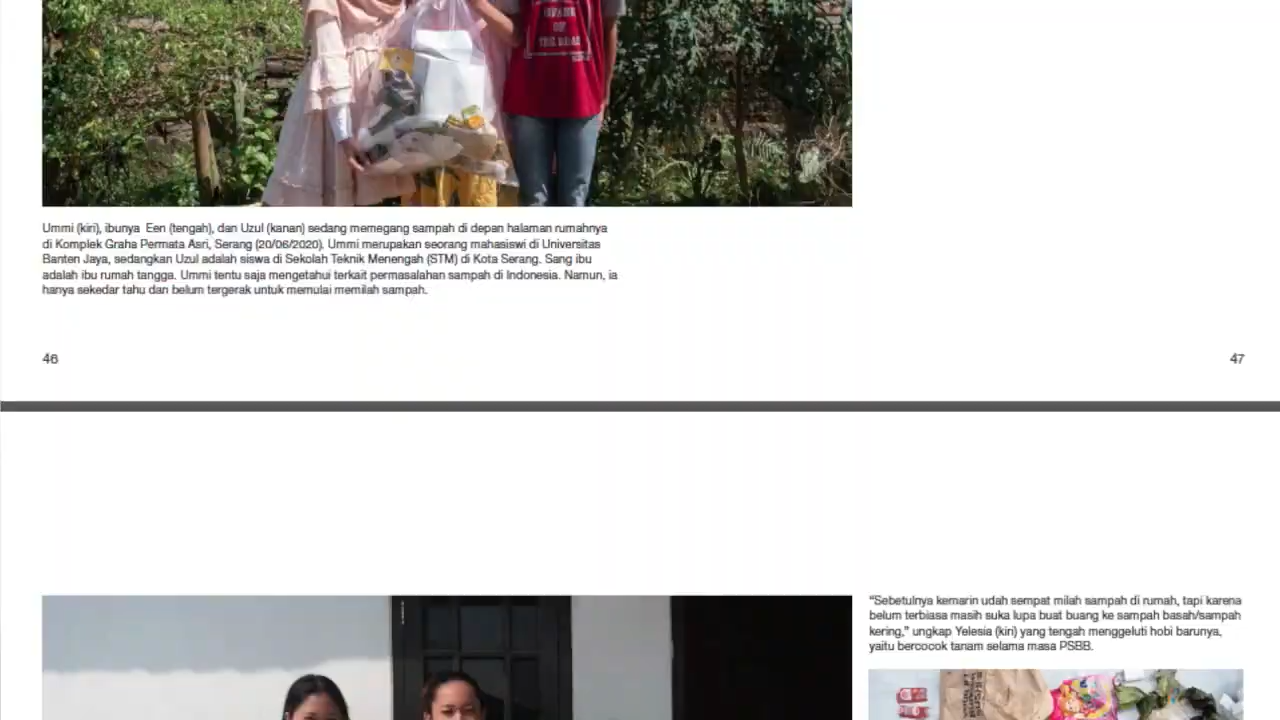 Ummi (kiri), ibunya Een (tengah), dan Uzul (kanan) sedang memegang sampah di depan halaman rumahnya
di Komplek Graha Permata Asri, Serang (20/06/2020). Ummi merupakan seorang mahasiswi di Universitas
Banten Jaya, sedangkan Uzul adalah siswa di Sekolah Teknik Menengah (STM) di Kota Serang. Sang ibu
adalah ibu rumah tangga. Ummi tentu saja mengetahui terkait permasalahan sampah di Indonesia. Namun, ia
hanya sekedar tahu dan belum tergerak untuk memulai memilah sampah.
46
47
“Sebetulnya kemarin udah sempat milah sampah di rumah, tapi karena
belum terbiasa masih suka lupa buat buang ke sampah basah/sampah
kering,” ungkap Yelesia (kiri) yang tengah menggeluti hobi barunya,
yaitu bercocok tanam selama masa PSBB.